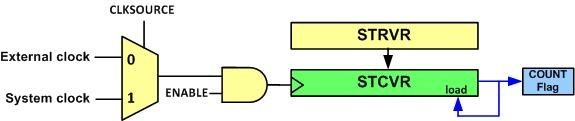 CLKSOURCE
External clock
0
System clock
1
ENABLE
STRVR
STCVR
load
COUNT
Flag